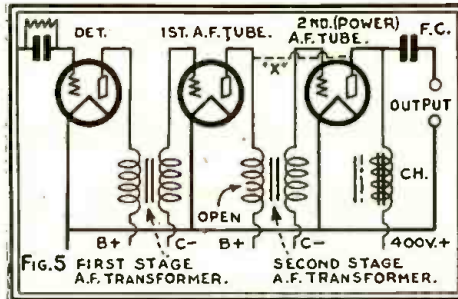 DET.
1ST. A.F. TUBE.
2ND. (POWER)
A.F. TUBE.
F.C.
"X"
OUTPUT
OPEN
CH.
B+
C-
B+
C-
400V.+
FIG.5
FIRST STAGE
A.F. TRANSFORMER.
SECOND STAGE
A.F. TRANSFORMER.